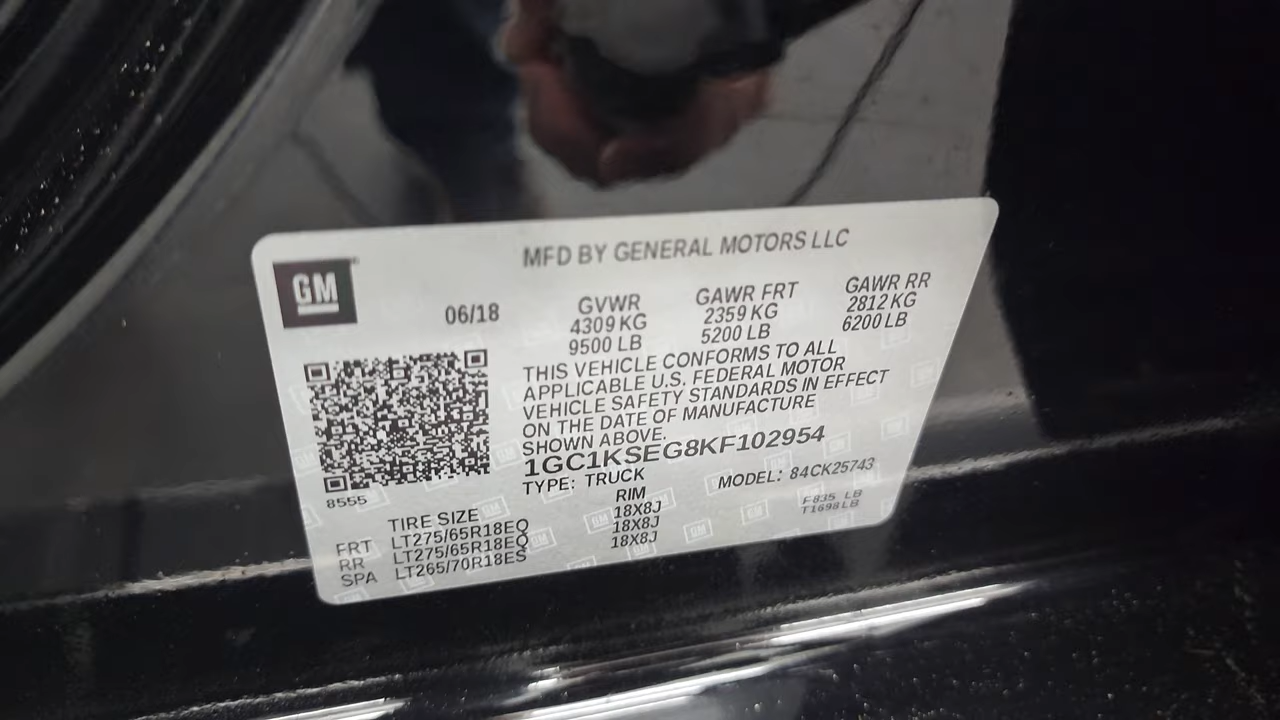 MFD BY GENERAL MOTORS LLC
GM
06/18
GVWR
4309 KG
9500 LB
GAWR FRT
2359 KG
5200 LB
GAWR RR
2812 KG
6200 LB
THIS VEHICLE CONFORMS TO ALL
APPLICABLE U.S. FEDERAL MOTOR
VEHICLE SAFETY STANDARDS IN EFFECT
ON THE DATE OF MANUFACTURE
SHOWN ABOVE.
1GC1KSEG8KF102954
TYPE: TRUCK
MODEL: 84CK25743
8555
TIRE SIZE RIM
FRT LT275/65R18EQ 18X8J
RR LT275/65R18EQ 18X8J
SPA LT265/70R18ES 18X8J
F835 LB
T1698LB